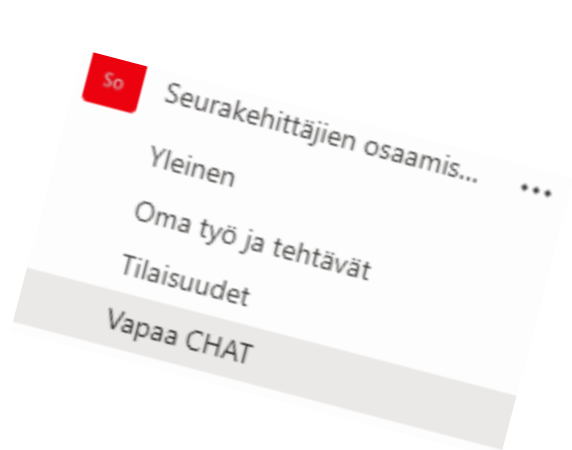 So
Seurakehittäjien osaamis...
Yleinen
Oma työ ja tehtävät
Tilaisuudet
Vapaa CHAT